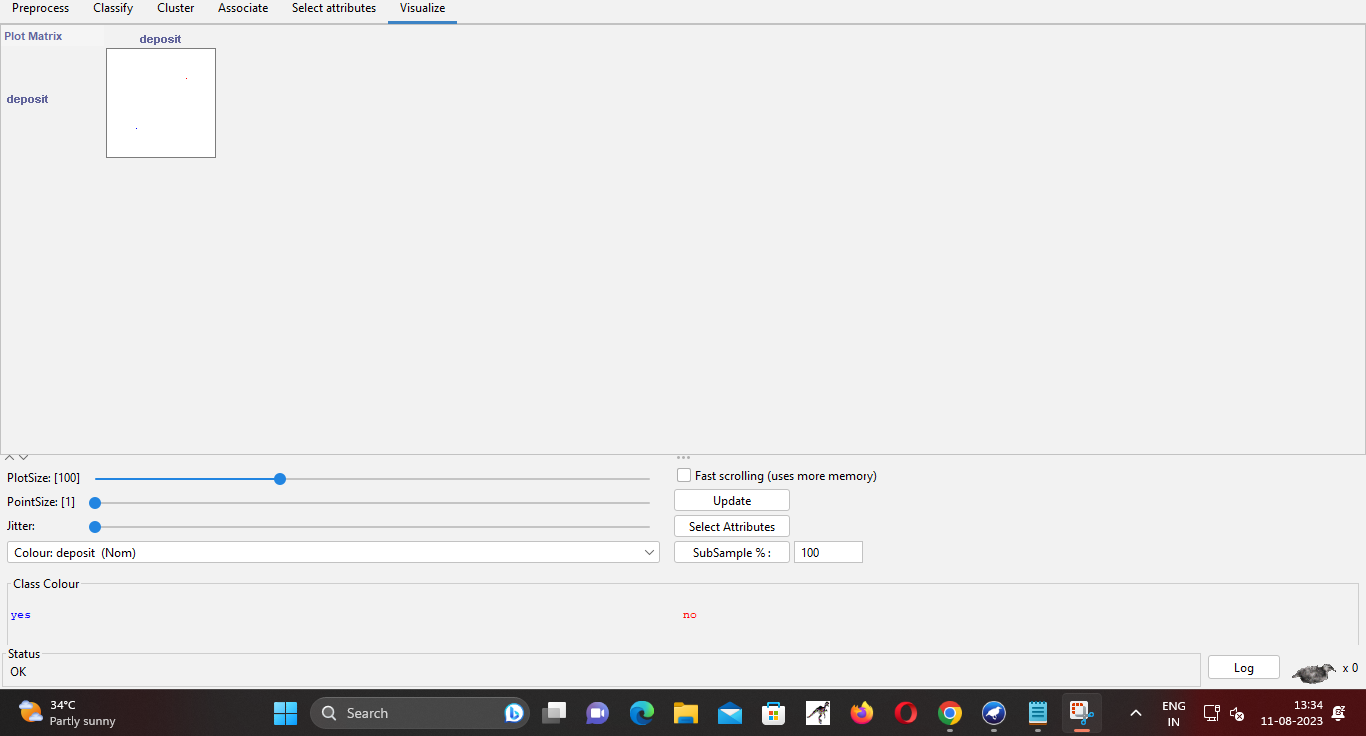 Preprocess Classify Cluster Associate Select attributes Visualize
Plot Matrix
deposit
deposit
PlotSize: [100]
PointSize: [1]
Jitter:
Colour: deposit (Nom)
Fast scrolling (uses more memory)
Update
Select Attributes
SubSample % : 100
Class Colour
yes no
Status
OK
Log
x 0
34°C
Partly sunny
Search
ENG
IN
13:34
11-08-2023